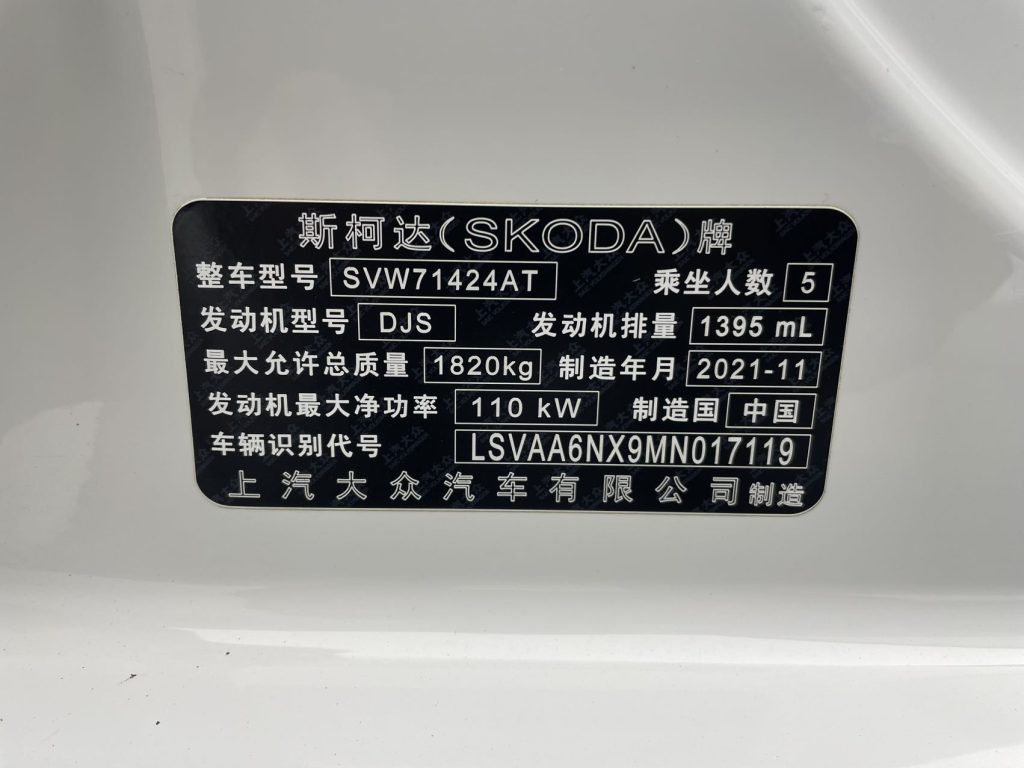 斯柯达(SKODA)牌
整车型号 SVW71424AT 乘坐人数 5
发动机型号 DJS 发动机排量 1395 mL
最大允许总质量 1820kg 制造年月 2021-11
发动机最大净功率 110 kW 制造国 中国
车辆识别代号 LSVAA6NX9MN017119
上汽大众汽车有限公司制造